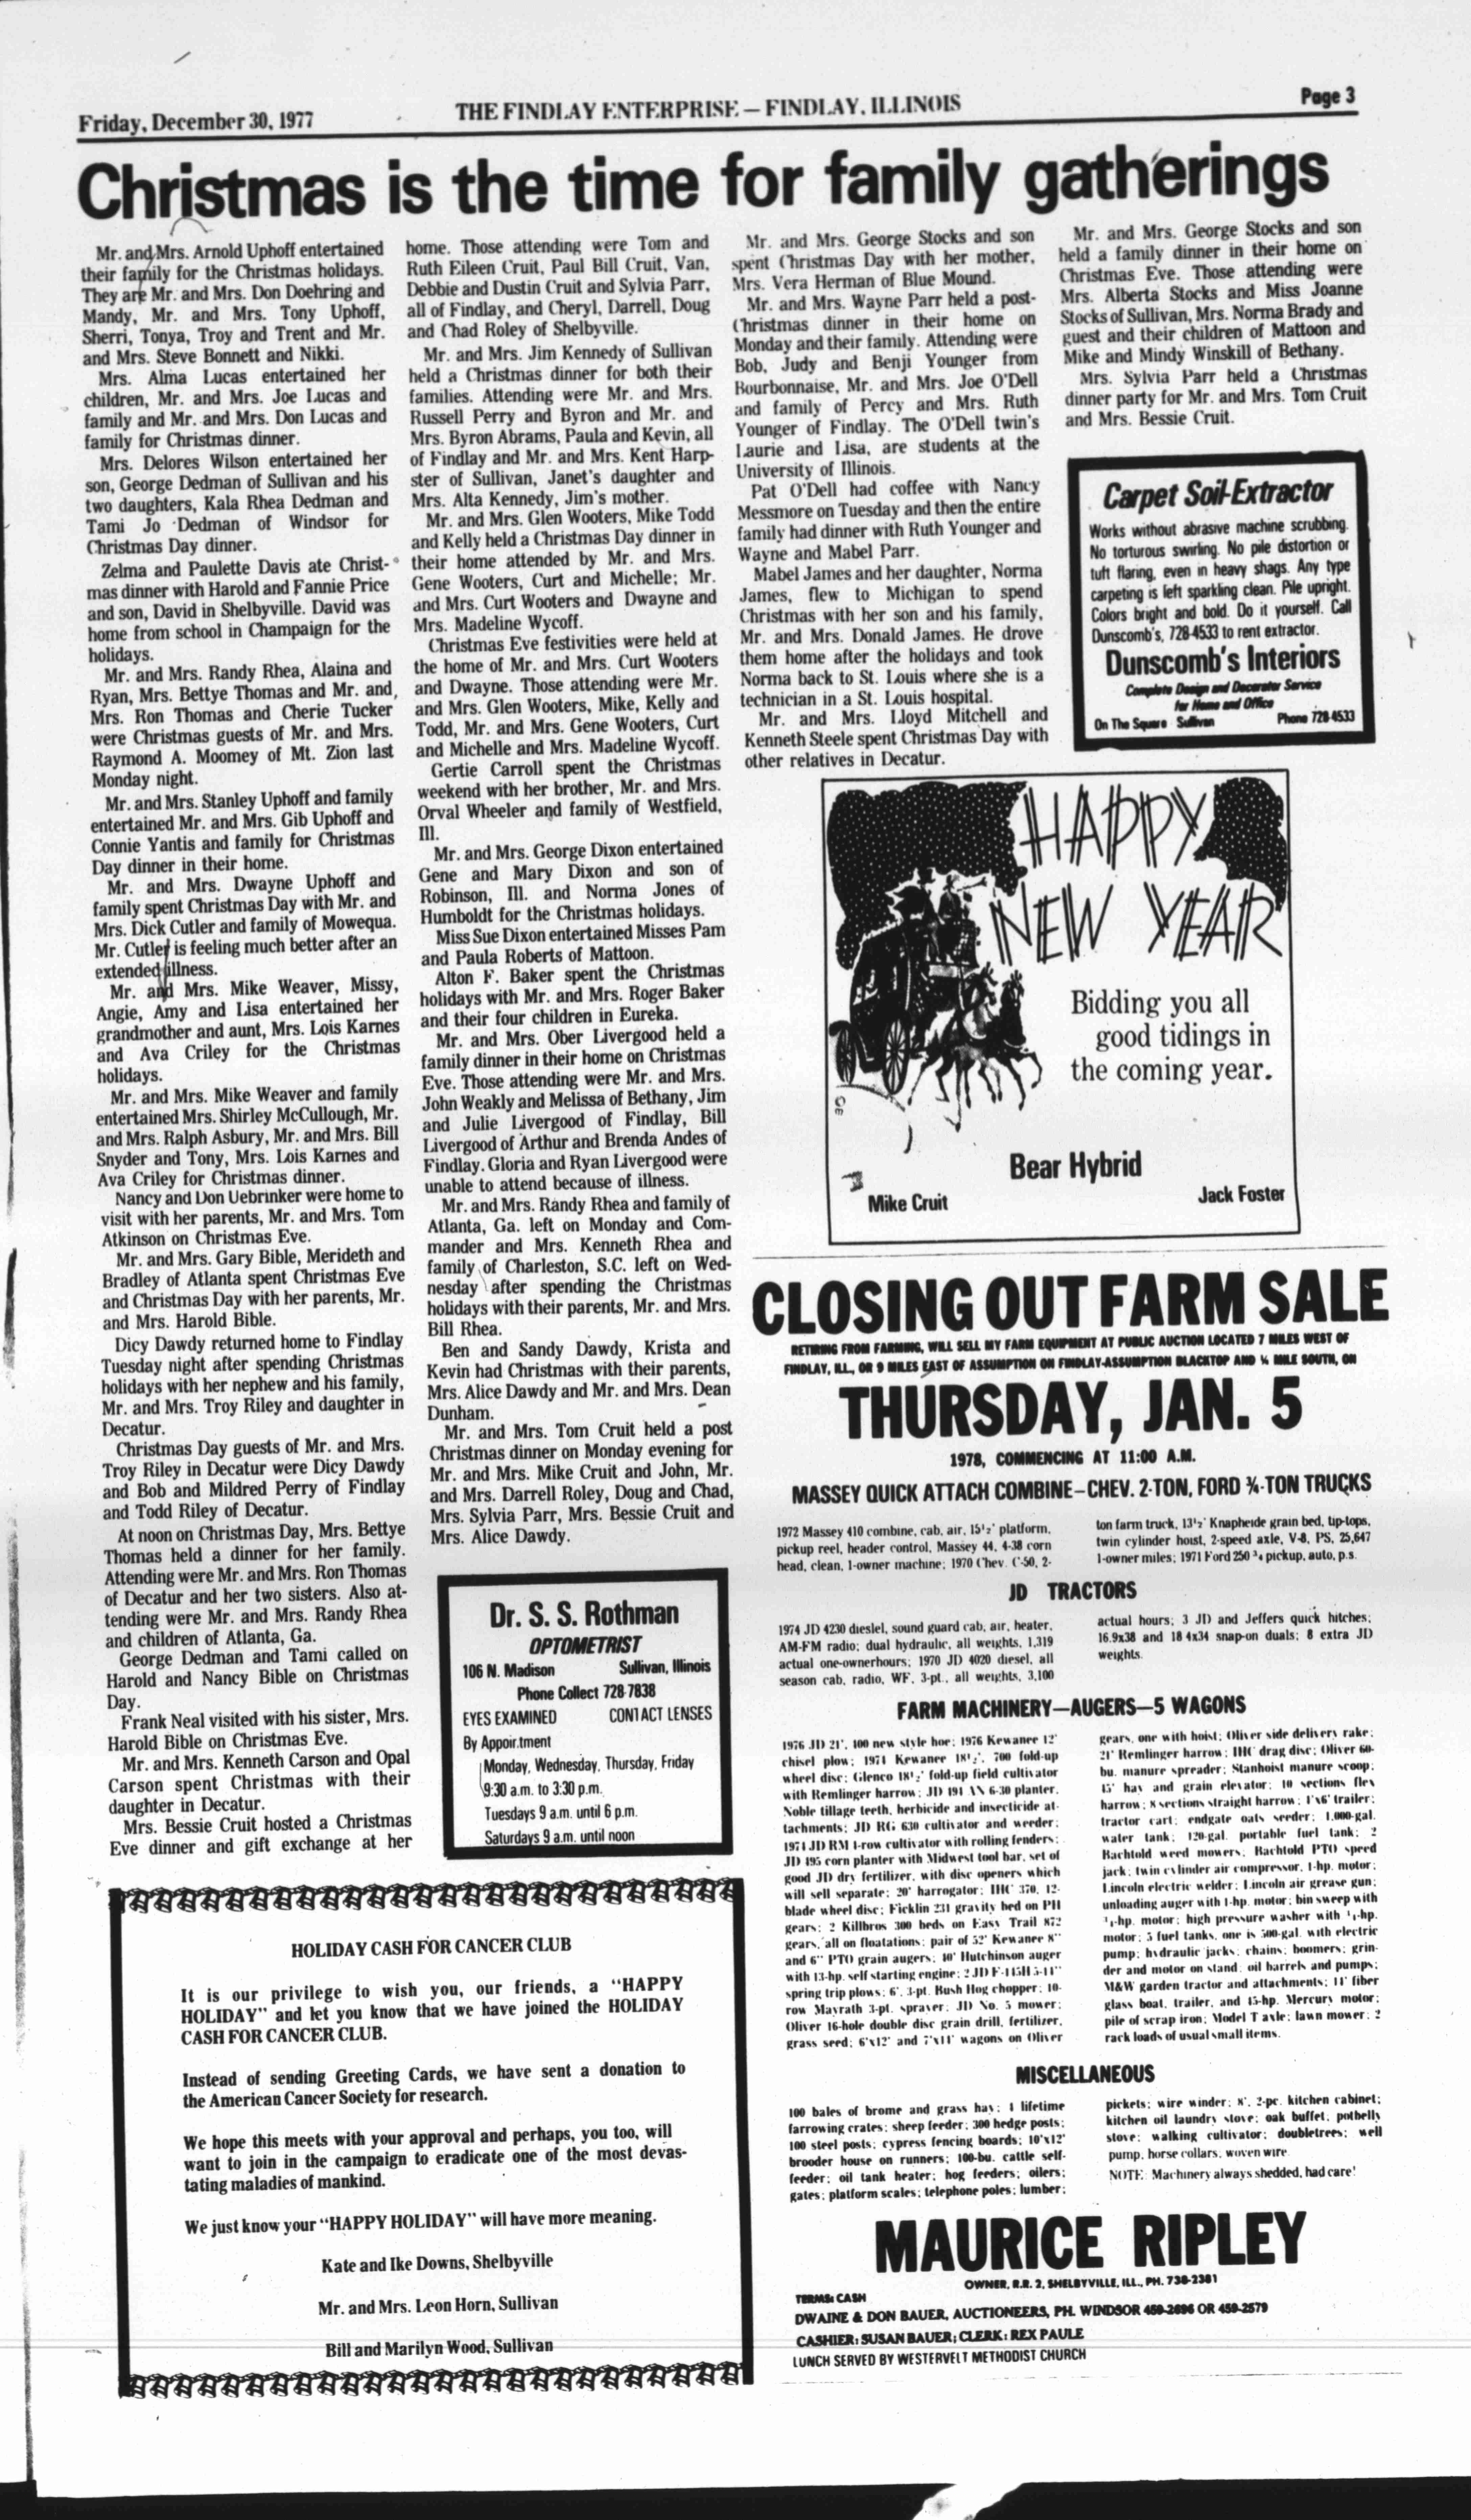 Friday, December 30, 1977
THE FINDLAY ENTERPRISE — FINDLAY, ILLINOIS
Page 3
Christmas is the time for family gatherings
Mr. and Mrs. Arnold Uphoff entertained
their family for the Christmas holidays.
They are Mr. and Mrs. Don Doehring and
Mandy, Mr. and Mrs. Tony Uphoff,
Sherri, Tonya, Troy and Trent and Mr.
and Mrs. Steve Bonnett and Nikki.
Mrs. Alma Lucas entertained her
children, Mr. and Mrs. Joe Lucas and
family and Mr. and Mrs. Don Lucas and
family for Christmas dinner.
Mrs. Delores Wilson entertained her
son, George Dedman of Sullivan and his
two daughters, Kala Rhea Dedman and
Tami Jo Dedman of Windsor for
Christmas Day dinner.
Zelma and Paulette Davis ate Christ-
mas dinner with Harold and Fannie Price
and son, David in Shelbyville. David was
home from school in Champaign for the
holidays.
Mr. and Mrs. Randy Rhea, Alaina and
Ryan, Mrs. Bettye Thomas and Mr. and
Mrs. Ron Thomas and Cherie Tucker
were Christmas guests of Mr. and Mrs.
Raymond A. Moomey of Mt. Zion last
Monday night.
Mr. and Mrs. Stanley Uphoff and family
entertained Mr. and Mrs. Gib Uphoff and
Connie Yantis and family for Christmas
Day dinner in their home.
Mr. and Mrs. Dwayne Uphoff and
family spent Christmas Day with Mr. and
Mrs. Dick Cutler and family of Mowequa.
Mr. Cutler is feeling much better after an
extended illness.
Mr. and Mrs. Mike Weaver, Missy,
Angie, Amy and Lisa entertained her
grandmother and aunt, Mrs. Lois Karnes
and Ava Criley for the Christmas
holidays.
Mr. and Mrs. Mike Weaver and family
entertained Mrs. Shirley McCullough, Mr.
and Mrs. Ralph Asbury, Mr. and Mrs. Bill
Snyder and Tony, Mrs. Lois Karnes and
Ava Criley for Christmas dinner.
Nancy and Don Uebrinker were home to
visit with her parents, Mr. and Mrs. Tom
Atkinson on Christmas Eve.
Mr. and Mrs. Gary Bible, Merideth and
Bradley of Atlanta spent Christmas Eve
and Christmas Day with her parents, Mr.
and Mrs. Harold Bible.
Dicy Dawdy returned home to Findlay
Tuesday night after spending Christmas
holidays with her nephew and his family,
Mr. and Mrs. Troy Riley and daughter in
Decatur.
Christmas Day guests of Mr. and Mrs.
Troy Riley in Decatur were Dicy Dawdy
and Bob and Mildred Perry of Findlay
and Todd Riley of Decatur.
At noon on Christmas Day, Mrs. Bettye
Thomas held a dinner for her family.
Attending were Mr. and Mrs. Ron Thomas
of Decatur and her two sisters. Also at-
tending were Mr. and Mrs. Randy Rhea
and children of Atlanta, Ga.
George Dedman and Tami called on
Harold and Nancy Bible on Christmas
Day.
Frank Neal visited with his sister, Mrs.
Harold Bible on Christmas Eve.
Mr. and Mrs. Kenneth Carson and Opal
Carson spent Christmas with their
daughter in Decatur.
Mrs. Bessie Cruit hosted a Christmas
Eve dinner and gift exchange at her
home. Those attending were Tom and
Ruth Eileen Cruit, Paul Bill Cruit, Van,
Debbie and Dustin Cruit and Sylvia Parr,
all of Findlay, and Cheryl, Darrell, Doug
and Chad Roley of Shelbyville.
Mr. and Mrs. Jim Kennedy of Sullivan
held a Christmas dinner for both their
families. Attending were Mr. and Mrs.
Russell Perry and Byron and Mr. and
Mrs. Byron Abrams, Paula and Kevin, all
of Findlay and Mr. and Mrs. Kent Harp-
ster of Sullivan, Janet's daughter and
Mrs. Alta Kennedy, Jim's mother.
Mr. and Mrs. Glen Wooters, Mike Todd
and Kelly held a Christmas Day dinner in
their home attended by Mr. and Mrs.
Gene Wooters, Curt and Michelle; Mr.
and Mrs. Curt Wooters and Dwayne and
Mrs. Madeline Wycoff.
Christmas Eve festivities were held at
the home of Mr. and Mrs. Curt Wooters
and Dwayne. Those attending were Mr.
and Mrs. Glen Wooters, Mike, Kelly and
Todd, Mr. and Mrs. Gene Wooters, Curt
and Michelle and Mrs. Madeline Wycoff.
Gertie Carroll spent the Christmas
weekend with her brother, Mr. and Mrs.
Orval Wheeler and family of Westfield,
Ill.
Mr. and Mrs. George Dixon entertained
Gene and Mary Dixon and son of
Robinson, Ill. and Norma Jones of
Humboldt for the Christmas holidays.
Miss Sue Dixon entertained Misses Pam
and Paula Roberts of Mattoon.
Alton F. Baker spent the Christmas
holidays with Mr. and Mrs. Roger Baker
and their four children in Eureka.
Mr. and Mrs. Ober Livergood held a
family dinner in their home on Christmas
Eve. Those attending were Mr. and Mrs.
John Weakly and Melissa of Bethany, Jim
and Julie Livergood of Findlay, Bill
Livergood of Arthur and Brenda Andes of
Findlay. Gloria and Ryan Livergood were
unable to attend because of illness.
Mr. and Mrs. Randy Rhea and family of
Atlanta, Ga. left on Monday and Com-
mander and Mrs. Kenneth Rhea and
family of Charleston, S.C. left on Wed-
nesday after spending the Christmas
holidays with their parents, Mr. and Mrs.
Bill Rhea.
Ben and Sandy Dawdy, Krista and
Kevin had Christmas with their parents,
Mrs. Alice Dawdy and Mr. and Mrs. Dean
Dunham.
Mr. and Mrs. Tom Cruit held a post
Christmas dinner on Monday evening for
Mr. and Mrs. Mike Cruit and John, Mr.
and Mrs. Darrell Roley, Doug and Chad,
Mrs. Sylvia Parr, Mrs. Bessie Cruit and
Mrs. Alice Dawdy.
Mr. and Mrs. George Stocks and son
spent Christmas Day with her mother,
Mrs. Vera Herman of Blue Mound.
Mr. and Mrs. Wayne Parr held a post-
Christmas dinner in their home on
Monday and their family. Attending were
Bob, Judy and Benji Younger from
Bourbonnaise, Mr. and Mrs. Joe O'Dell
and family of Percy and Mrs. Ruth
Younger of Findlay. The O'Dell twin's
Laurie and Lisa, are students at the
University of Illinois.
Pat O'Dell had coffee with Nancy
Messmore on Tuesday and then the entire
family had dinner with Ruth Younger and
Wayne and Mabel Parr.
Mabel James and her daughter, Norma
James, flew to Michigan to spend
Christmas with her son and his family,
Mr. and Mrs. Donald James. He drove
them home after the holidays and took
Norma back to St. Louis where she is a
technician in a St. Louis hospital.
Mr. and Mrs. Lloyd Mitchell and
Kenneth Steele spent Christmas Day with
other relatives in Decatur.
Mr. and Mrs. George Stocks and son
held a family dinner in their home on
Christmas Eve. Those attending were
Mrs. Alberta Stocks and Miss Joanne
Stocks of Sullivan, Mrs. Norma Brady and
guest and their children of Mattoon and
Mike and Mindy Winskill of Bethany.
Mrs. Sylvia Parr held a Christmas
dinner party for Mr. and Mrs. Tom Cruit
and Mrs. Bessie Cruit.
Carpet Soil-Extractor
Works without abrasive machine scrubbing.
No torturous swirling. No pile distortion or
tuft flaring, even in heavy shags. Any type
carpeting is left sparkling clean. Pile upright.
Colors bright and bold. Do it yourself. Call
Dunscomb's, 728-4533 to rent extractor.
Dunscomb's Interiors
Complete Design and Decorator Service
for Home and Office
On The Square Sullivan Phone 728-4533
HAPPY
NEW YEAR
Bidding you all
good tidings in
the coming year.
Bear Hybrid
Mike Cruit
Jack Foster
Dr. S. S. Rothman
OPTOMETRIST
106 N. Madison Sullivan, Illinois
Phone Collect 728-7838
EYES EXAMINED CONTACT LENSES
By Appointment
Monday, Wednesday, Thursday, Friday
9:30 a.m. to 3:30 p.m.
Tuesdays 9 a.m. until 6 p.m.
Saturdays 9 a.m. until noon
HOLIDAY CASH FOR CANCER CLUB
It is our privilege to wish you, our friends, a "HAPPY
HOLIDAY" and let you know that we have joined the HOLIDAY
CASH FOR CANCER CLUB.
Instead of sending Greeting Cards, we have sent a donation to
the American Cancer Society for research.
We hope this meets with your approval and perhaps, you too, will
want to join in the campaign to eradicate one of the most devas-
tating maladies of mankind.
We just know your "HAPPY HOLIDAY" will have more meaning.
Kate and Ike Downs, Shelbyville
Mr. and Mrs. Leon Horn, Sullivan
Bill and Marilyn Wood, Sullivan
CLOSING OUT FARM SALE
RETIRING FROM FARMING, WILL SELL MY FARM EQUIPMENT AT PUBLIC AUCTION LOCATED 7 MILES WEST OF
FINDLAY, ILL., OR 9 MILES EAST OF ASSUMPTION ON FINDLAY-ASSUMPTION BLACKTOP AND ¼ MILE SOUTH, ON
THURSDAY, JAN. 5
1978, COMMENCING AT 11:00 A.M.
MASSEY QUICK ATTACH COMBINE—CHEV. 2-TON, FORD ¾-TON TRUCKS
1972 Massey 410 combine, cab, air, 15½' platform,
pickup reel, header control, Massey 44, 4-38 corn
head, clean, 1-owner machine; 1970 Chev. C-50, 2-
ton farm truck, 13½' Knapheide grain bed, tip-tops,
twin cylinder hoist, 2-speed axle, V-8, PS, 25,647
1-owner miles; 1971 Ford 250 ¾ pickup, auto, p.s.
JD TRACTORS
1974 JD 4230 dieslel, sound guard cab, air, heater,
AM-FM radio; dual hydraulic, all weights, 1,319
actual one-ownerhours; 1970 JD 4020 diesel, all
season cab, radio, WF, 3-pt., all weights, 3,100
actual hours; 3 JD and Jeffers quick hitches;
16.9x38 and 18.4x34 snap-on duals; 8 extra JD
weights.
FARM MACHINERY—AUGERS—5 WAGONS
1976 JD 21', 100 new style hoe; 1976 Kewanee 12'
chisel plow; 1974 Kewanee 18½', 700 fold-up
wheel disc; Glenco 18½' fold-up field cultivator
with Remlinger harrow; JD 494 AN 6-30 planter,
Noble tillage teeth, herbicide and insecticide at-
tachments; JD RG 630 cultivator and weeder;
1971 JD RM 4-row cultivator with rolling fenders;
JD 495 corn planter with Midwest tool bar, set of
good JD dry fertilizer, with disc openers which
will sell separate; 20' harrogator; IHC 370, 12-
blade wheel disc; Ficklin 231 gravity bed on PH
gears; 2 Killbros 300 beds on Easy Trail 872
gears, all on floatations; pair of 52' Kewanee 8"
and 6" PTO grain augers; 40' Hutchinson auger
with 13-hp. self starting engine; 2 JD F-145H 5-14"
spring trip plows; 6', 3-pt. Bush Hog chopper; 10-
row Mayrath 3-pt. sprayer; JD No. 5 mower;
Oliver 16-hole double disc grain drill, fertilizer,
grass seed; 6'x12' and 7'x14' wagons on Oliver
gears, one with hoist; Oliver side delivery rake;
21' Remlinger harrow; IHC drag disc; Oliver 60-
bu. manure spreader; Stanhoist manure scoop;
45' hay and grain elevator; 10 sections flex
harrow; 8 sections straight harrow; 4'x6' trailer;
tractor cart; endgate oats seeder; 1,000-gal.
water tank; 120-gal. portable fuel tank; 2
Bachtold weed mowers; Bachtold PTO speed
jack; twin cylinder air compressor, 1-hp. motor;
Lincoln electric welder; Lincoln air grease gun;
unloading auger with 1-hp. motor; bin sweep with
¾-hp. motor; high pressure washer with ¼-hp.
motor; 5 fuel tanks, one is 500-gal. with electric
pump; hydraulic jacks; chains; boomers; grin-
der and motor on stand; oil barrels and pumps;
M&W garden tractor and attachments; 14' fiber
glass boat, trailer, and 45-hp. Mercury motor;
pile of scrap iron; Model T axle; lawn mower; 2
rack loads of usual small items.
MISCELLANEOUS
100 bales of brome and grass hay; 4 lifetime
farrowing crates; sheep feeder; 300 hedge posts;
100 steel posts; cypress fencing boards; 10'x12'
brooder house on runners; 100-bu. cattle self-
feeder; oil tank heater; hog feeders; oilers;
gates; platform scales; telephone poles; lumber;
pickets; wire winder; 8', 2-pc. kitchen cabinet;
kitchen oil laundry stove; oak buffet; potbelly
stove; walking cultivator; doubletrees; well
pump, horse collars; woven wire.
NOTE: Machinery always shedded, had care!
MAURICE RIPLEY
OWNER, R.R. 2, SHELBYVILLE, ILL., PH. 738-2381
TERMS: CASH
DWAINE & DON BAUER, AUCTIONEERS, PH. WINDSOR 459-2696 OR 459-2579
CASHIER: SUSAN BAUER; CLERK: REX PAULE
LUNCH SERVED BY WESTERVELT METHODIST CHURCH